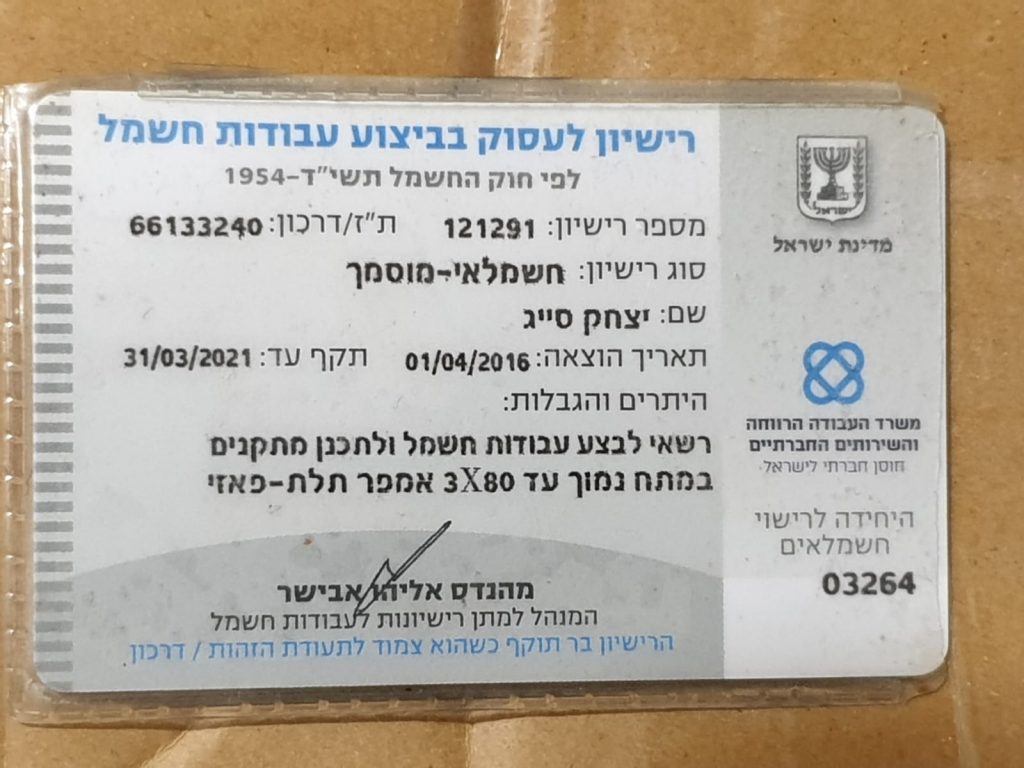 רישיון לעסוק בביצוע עבודות חשמל
לפי חוק החשמל תשי"ד-1954
מספר רישיון: 121291 ת"ז/דרכון: 66133240
סוג רישיון: חשמלאי-מוסמך
שם: יצחק סייג
תאריך הוצאה: 01/04/2016 תקף עד: 31/03/2021
היתרים והגבלות:
רשאי לבצע עבודות חשמל ולתכנן מתקנים
במתח נמוך עד 3X80 אמפר תלת-פאזי
מהנדס אליהו אבישר
המנהל למתן רישיונות לעבודות חשמל
הרישיון בר תוקף כשהוא צמוד לתעודת הזהות / דרכון
ישראל
מדינת ישראל
משרד העבודה הרווחה
והשירותים החברתיים
חוסן חברתי לישראל
היחידה לרישוי
חשמלאים
03264